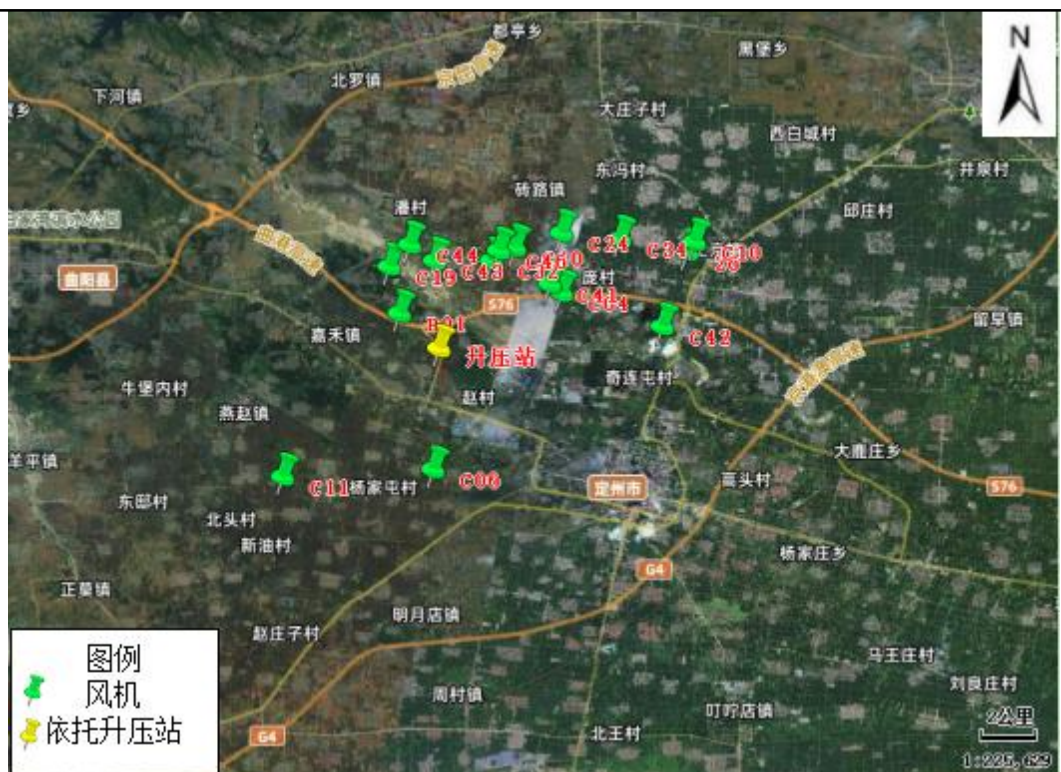 都亭乡
N
黑堡乡
北罗镇
下河镇
大庄子村
西白城村
东冯村
井泉村
砖路镇
潘村
邱庄村
C24
C34
C44
C19
C43
鹿村
曲阳县
S76
C42
留早镇
嘉禾镇
升压站
奇连屯村
赵村
牛堡内村
燕赵镇
大鹿庄乡
羊平镇
C06
C11
杨家屯村
定州市
高头村
S76
东邸村
北头村
新油村
杨家庄乡
G4
正莫镇
明月店镇
赵庄子村
马王庄村
刘良庄村
周村镇
叮咛店镇
2公里
北王村
G4
1:225,629
图例
风机
依托升压站